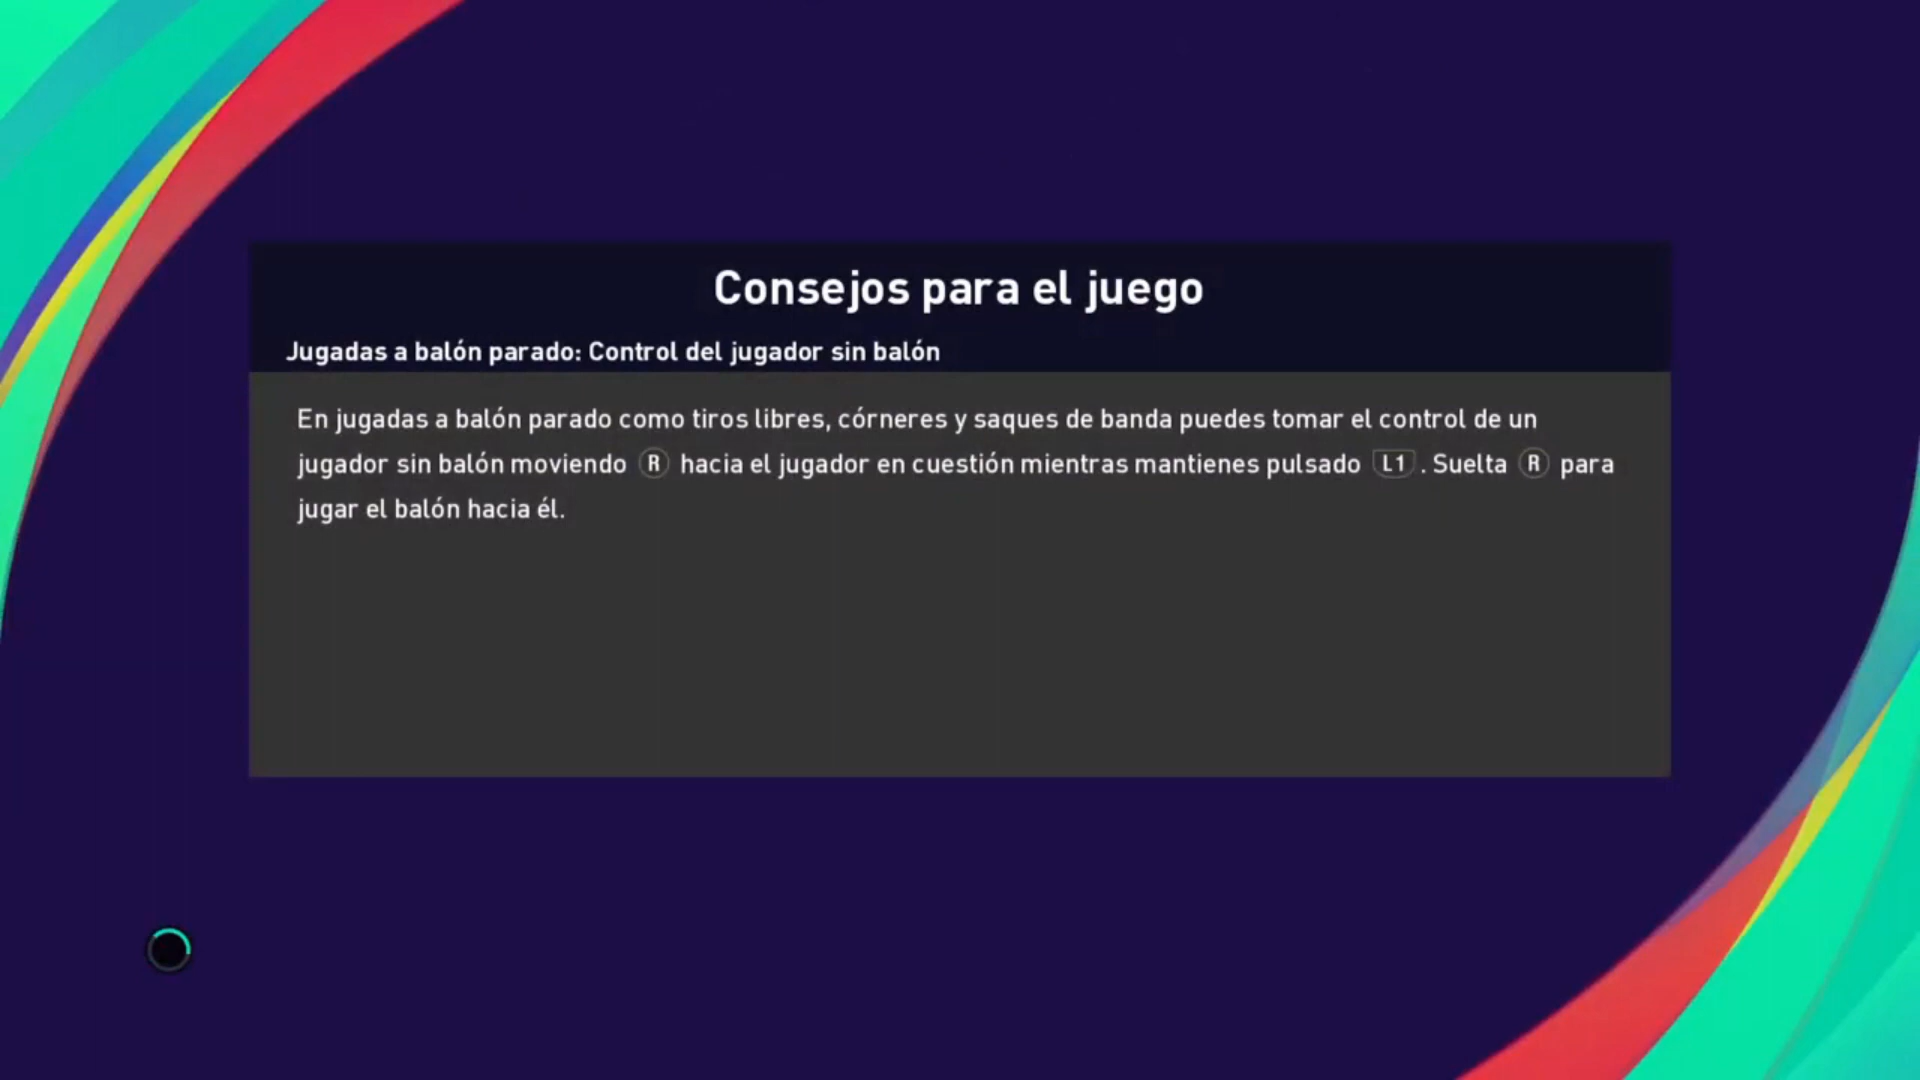 Consejos para el juego
Jugadas a balón parado: Control del jugador sin balón
En jugadas a balón parado como tiros libres, córneres y saques de banda puedes tomar el control de un
jugador sin balón moviendo R hacia el jugador en cuestión mientras mantienes pulsado L1 . Suelta R para
jugar el balón hacia él.